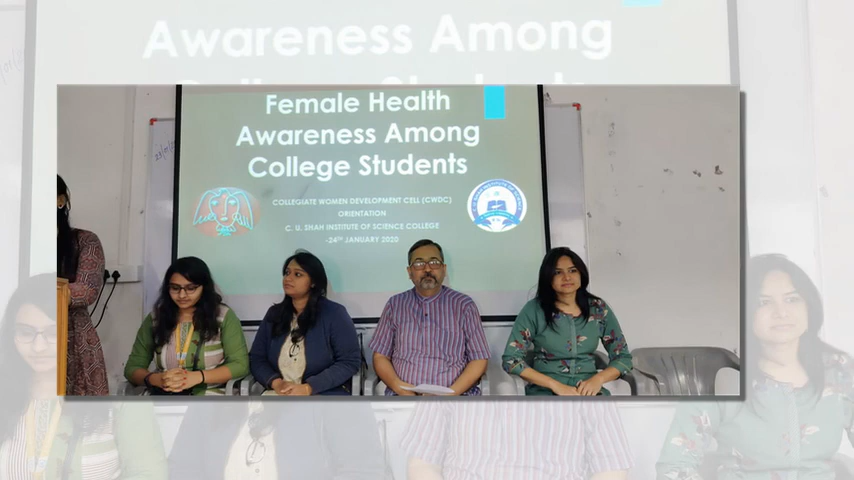 Awareness Among
Female Health
Awareness Among
College Students
COLLEGIATE WOMEN DEVELOPMENT CELL (CWDC)
ORIENTATION
C. U. SHAH INSTITUTE OF SCIENCE COLLEGE
-24TH JANUARY 2020